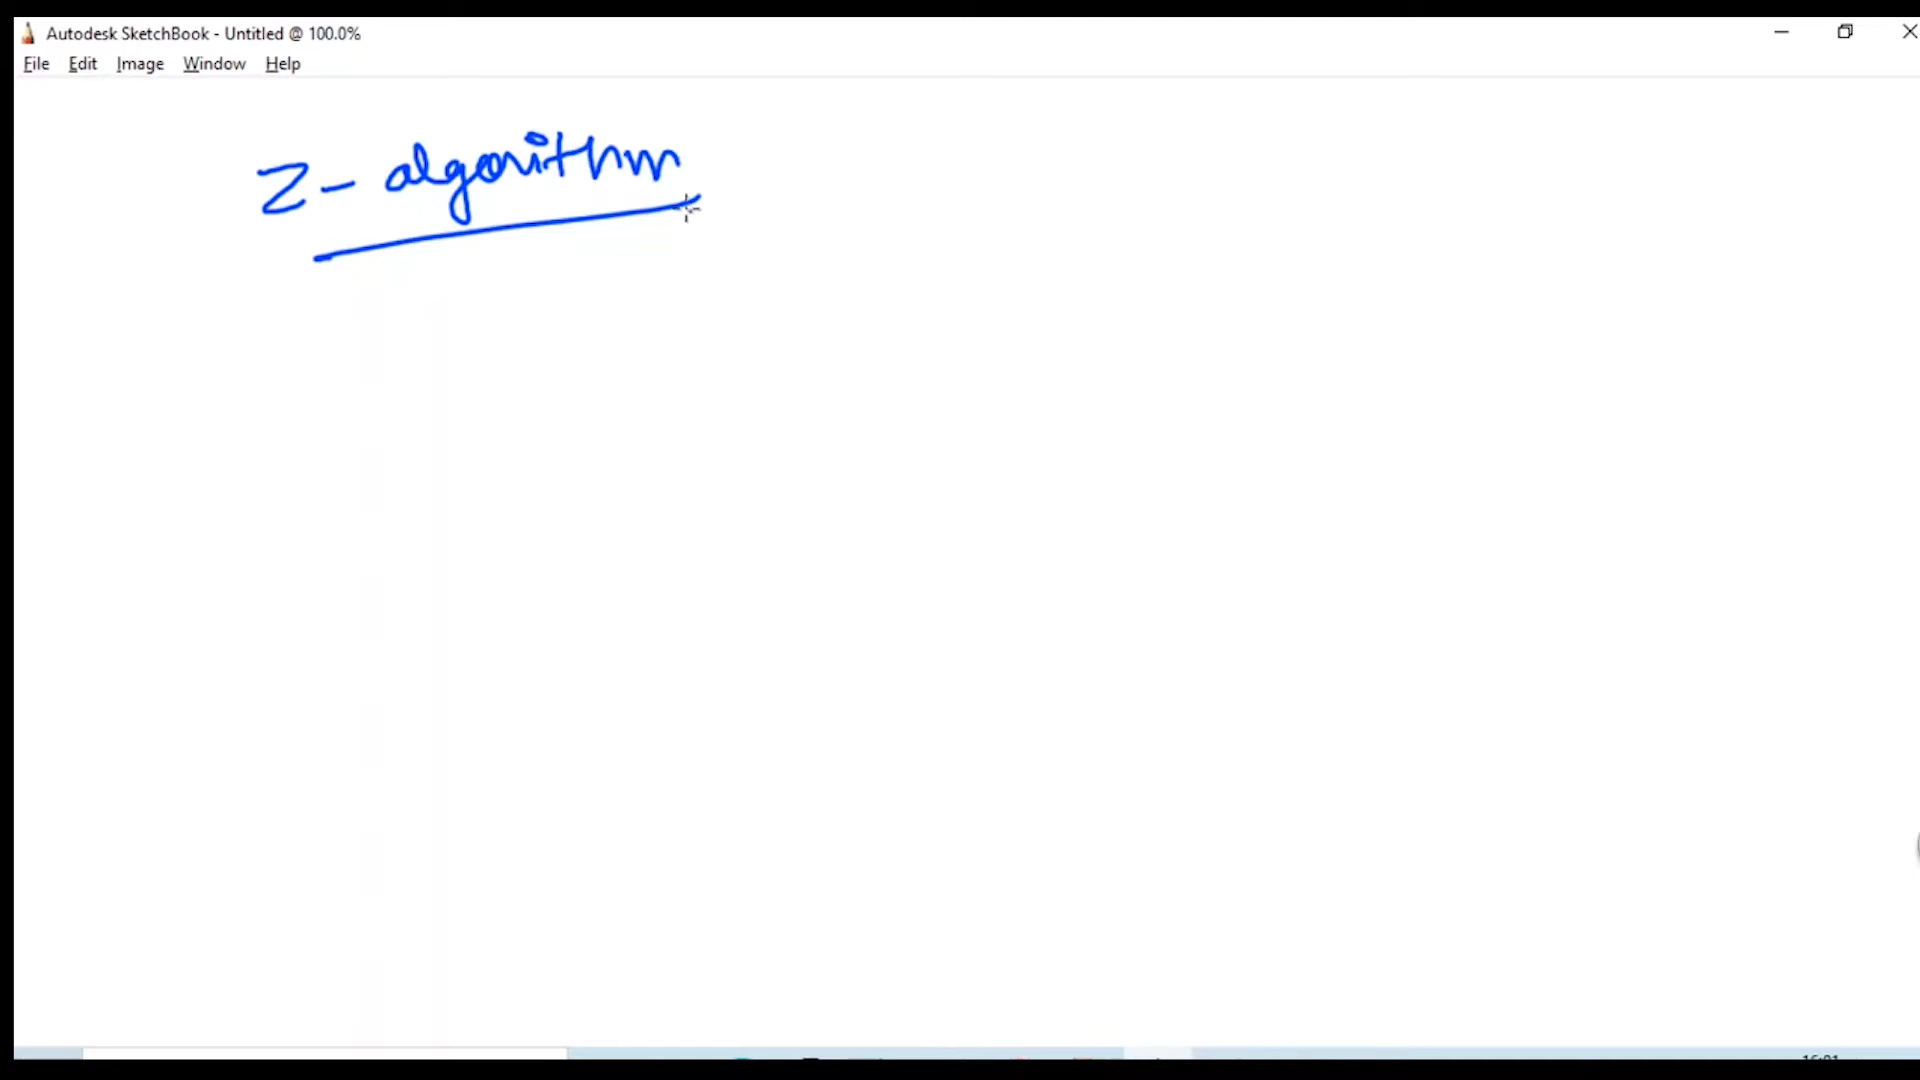 Autodesk SketchBook - Untitled @ 100.0%
File Edit Image Window Help
Z- algorithm